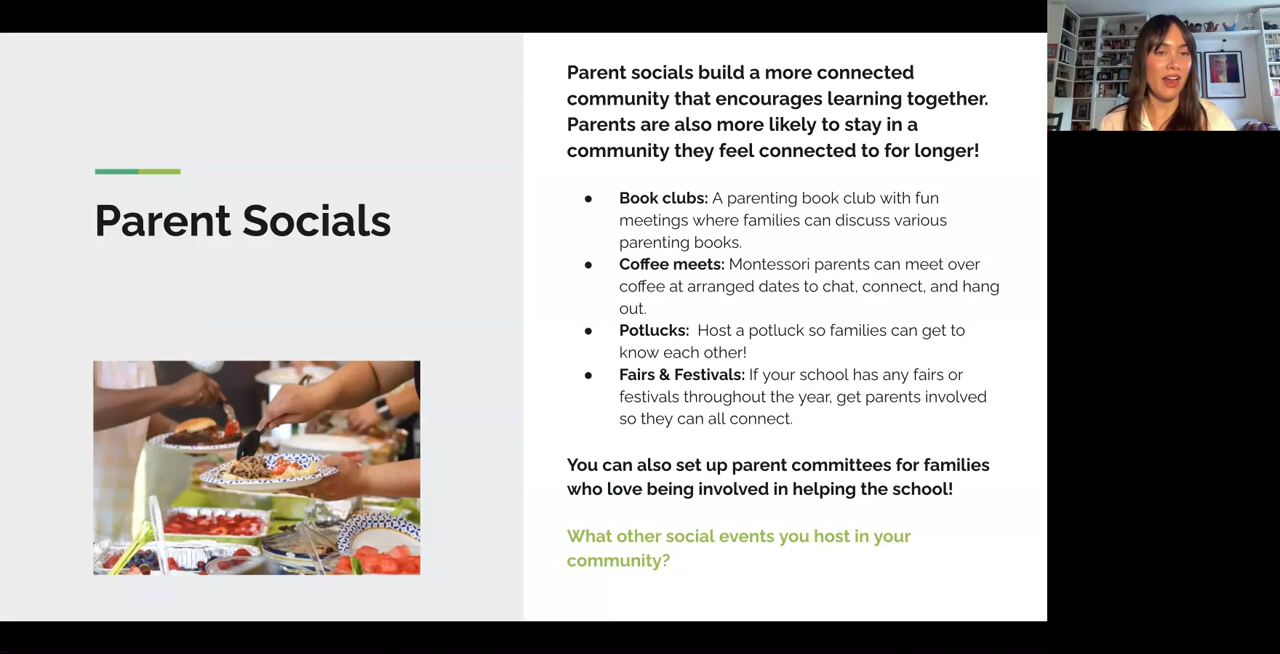 Parent Socials
Parent socials build a more connected
community that encourages learning together.
Parents are also more likely to stay in a
community they feel connected to for longer!
● Book clubs: A parenting book club with fun
meetings where families can discuss various
parenting books.
● Coffee meets: Montessori parents can meet over
coffee at arranged dates to chat, connect, and hang
out.
● Potlucks:  Host a potluck so families can get to
know each other!
● Fairs & Festivals: If your school has any fairs or
festivals throughout the year, get parents involved
so they can all connect.
You can also set up parent committees for families
who love being involved in helping the school!
What other social events you host in your
community?